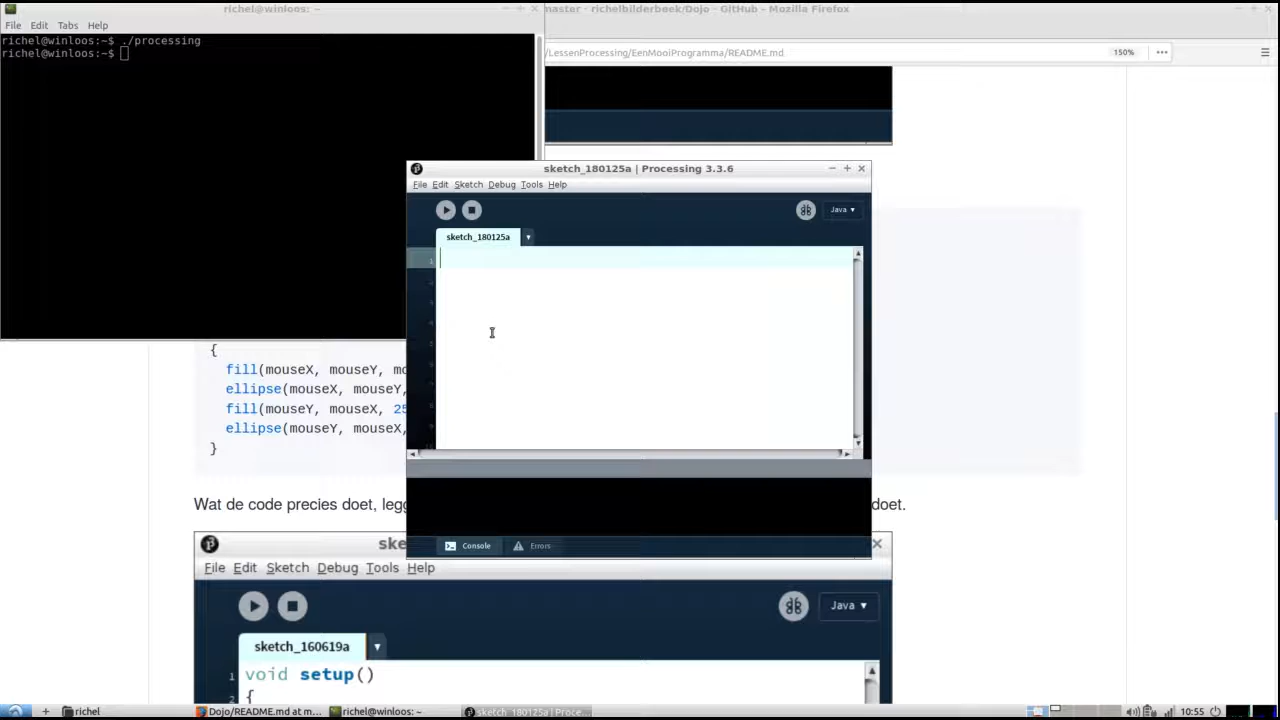 richel@winloos: ~
master - richelbilderbeek/Dojo · GitHub - Mozilla Firefox
File Edit Tabs Help
richel@winloos:~$ ./processing
richel@winloos:~$
/LessenProcessing/EenMooiProgramma/README.md
150%
sketch_180125a | Processing 3.3.6
File Edit Sketch Debug Tools Help
Java
sketch_180125a
1
{
fill(mouseX, mouseY, mo
ellipse(mouseX, mouseY,
fill(mouseY, mouseX, 25
ellipse(mouseY, mouseX,
}
Wat de code precies doet, legg
doet.
Console
Errors
ske
File Edit Sketch Debug Tools Help
Java
sketch_160619a
1 void setup()
2 {
richel
Dojo/README.md at m...
richel@winloos: ~
sketch_180125a | Proce...
10:55